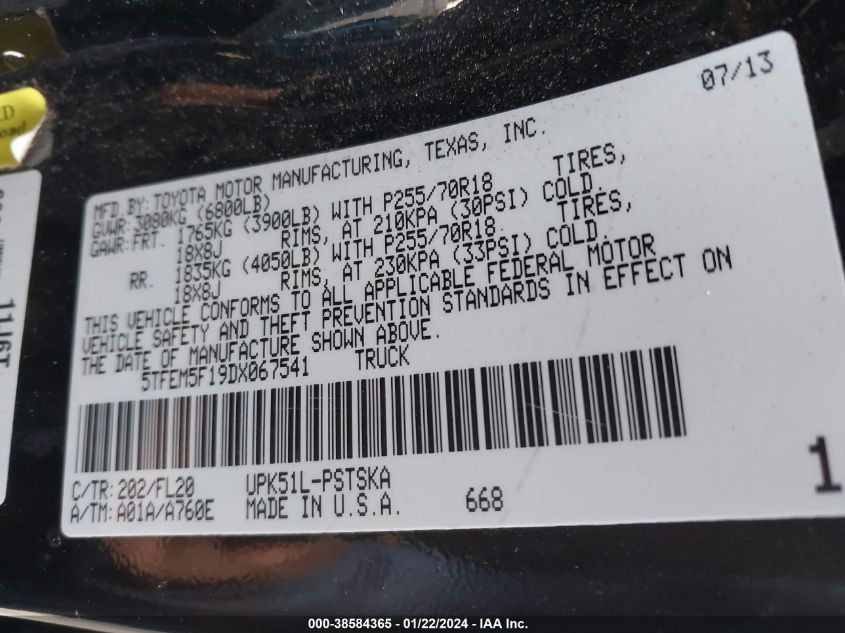 07/13
MFD.BY:TOYOTA MOTOR MANUFACTURING, TEXAS, INC.
GVWR:3090KG (6800LB)
GAWR:FRT. 1765KG (3900LB) WITH P255/70R18 TIRES,
18X8J RIMS, AT 210KPA (30PSI) COLD.
RR. 1835KG (4050LB) WITH P255/70R18 TIRES,
18X8J RIMS, AT 230KPA (33PSI) COLD.
THIS VEHICLE CONFORMS TO ALL APPLICABLE FEDERAL MOTOR
VEHICLE SAFETY AND THEFT PREVENTION STANDARDS IN EFFECT ON
THE DATE OF MANUFACTURE SHOWN ABOVE.
5TFEM5F19DX067541 TRUCK
C/TR:202/FL20 UPK51L-PSTSKA
A/TM:A01A/A760E MADE IN U.S.A. 668
1
000-38584365 - 01/22/2024 - IAA Inc.